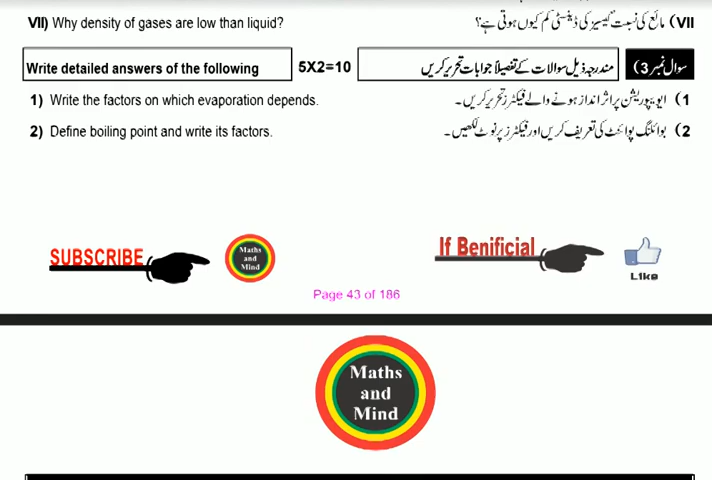 VII) Why density of gases are low than liquid? VII) مائع کی نسبت گیسیز کی ڈینسٹی کم کیوں ہوتی ہے؟
Write detailed answers of the following 5X2=10 مندرجہ ذیل سوالات کے تفصیلاً جوابات تحریر کریں سوال نمبر 3)
1) Write the factors on which evaporation depends. 1) ایوپیوریشن پر اثر انداز ہونے والے فیکٹرز تحریر کریں۔
2) Define boiling point and write its factors. 2) بوائلنگ پوائنٹ کی تعریف کریں اور فیکٹرز پر نوٹ لکھیں۔
SUBSCRIBE
Maths
and
Mind
If Benificial
Like
Page 43 of 186
Maths
and
Mind